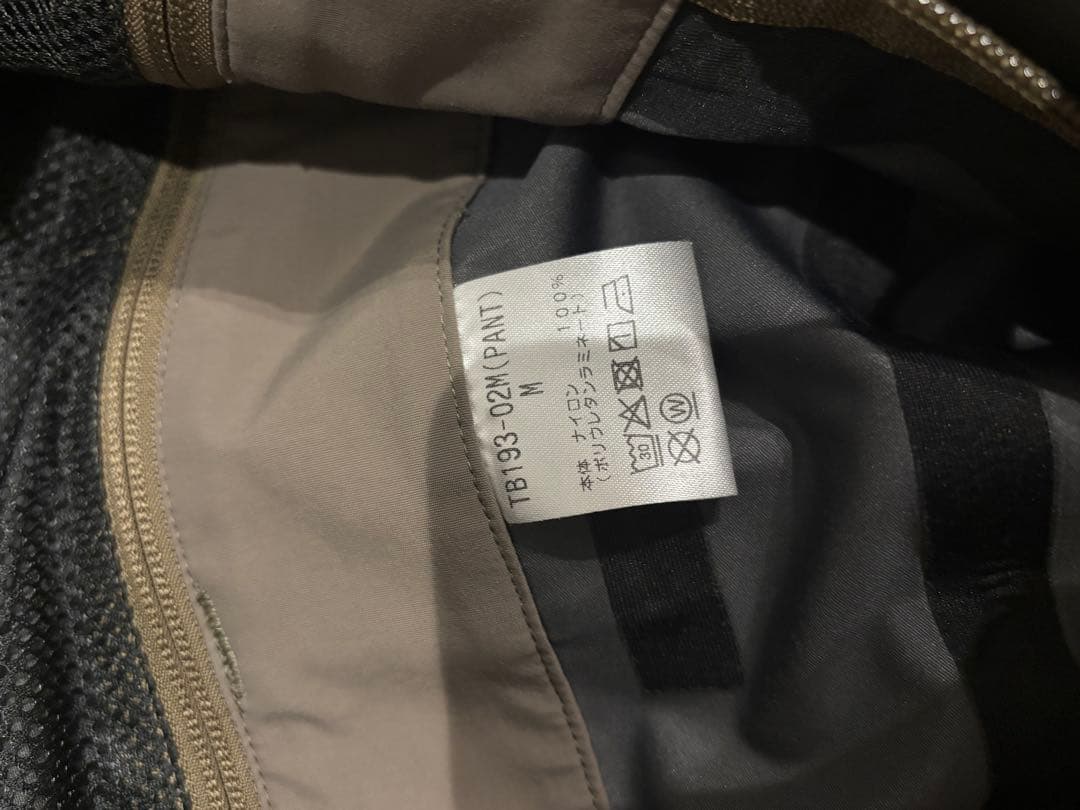 TB193-02M(PANT)
M
本体 ナイロン 100%
(ポリウレタンラミネート)
30
W